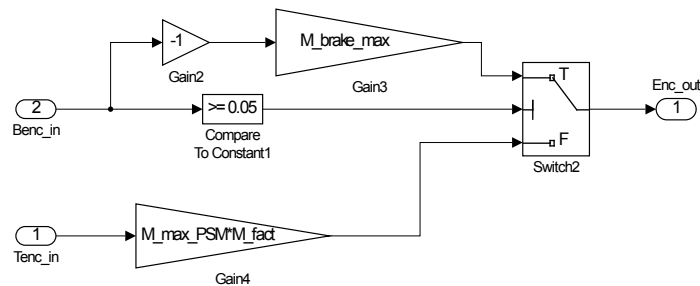 -1
Gain2
M_brake_max
Gain3
2
Benc_in
>= 0.05
Compare
To Constant1
T
F
Switch2
Enc_out
1
1
Tenc_in
M_max_PSM*M_fact
Gain4